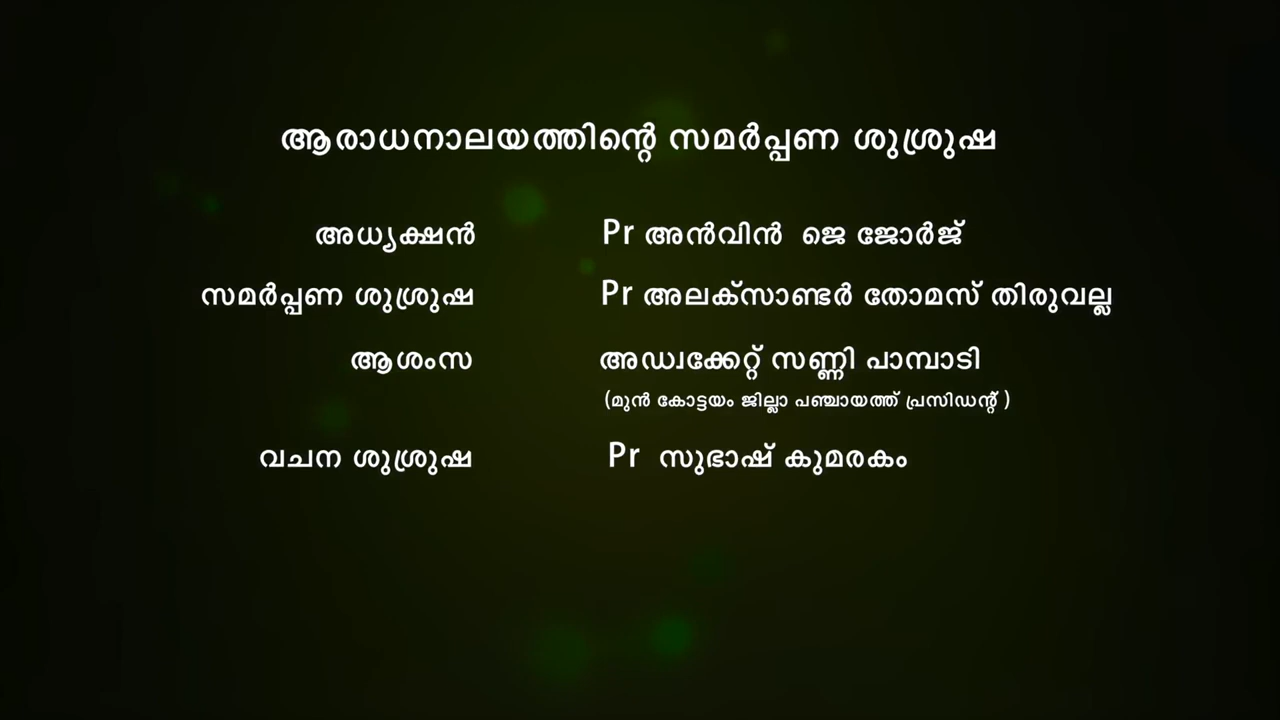 ആരാധനാലയത്തിന്റെ സമർപ്പണ ശുശ്രുഷ
അധ്യക്ഷൻ Pr അൻവിൻ ജെ ജോർജ്
സമർപ്പണ ശുശ്രുഷ Pr അലക്സാണ്ടർ തോമസ് തിരുവല്ല
ആശംസ അഡ്വക്കേറ്റ് സണ്ണി പാമ്പാടി
(മുൻ കോട്ടയം ജില്ലാ പഞ്ചായത്ത് പ്രസിഡന്റ് )
വചന ശുശ്രുഷ Pr സുഭാഷ് കുമരകം